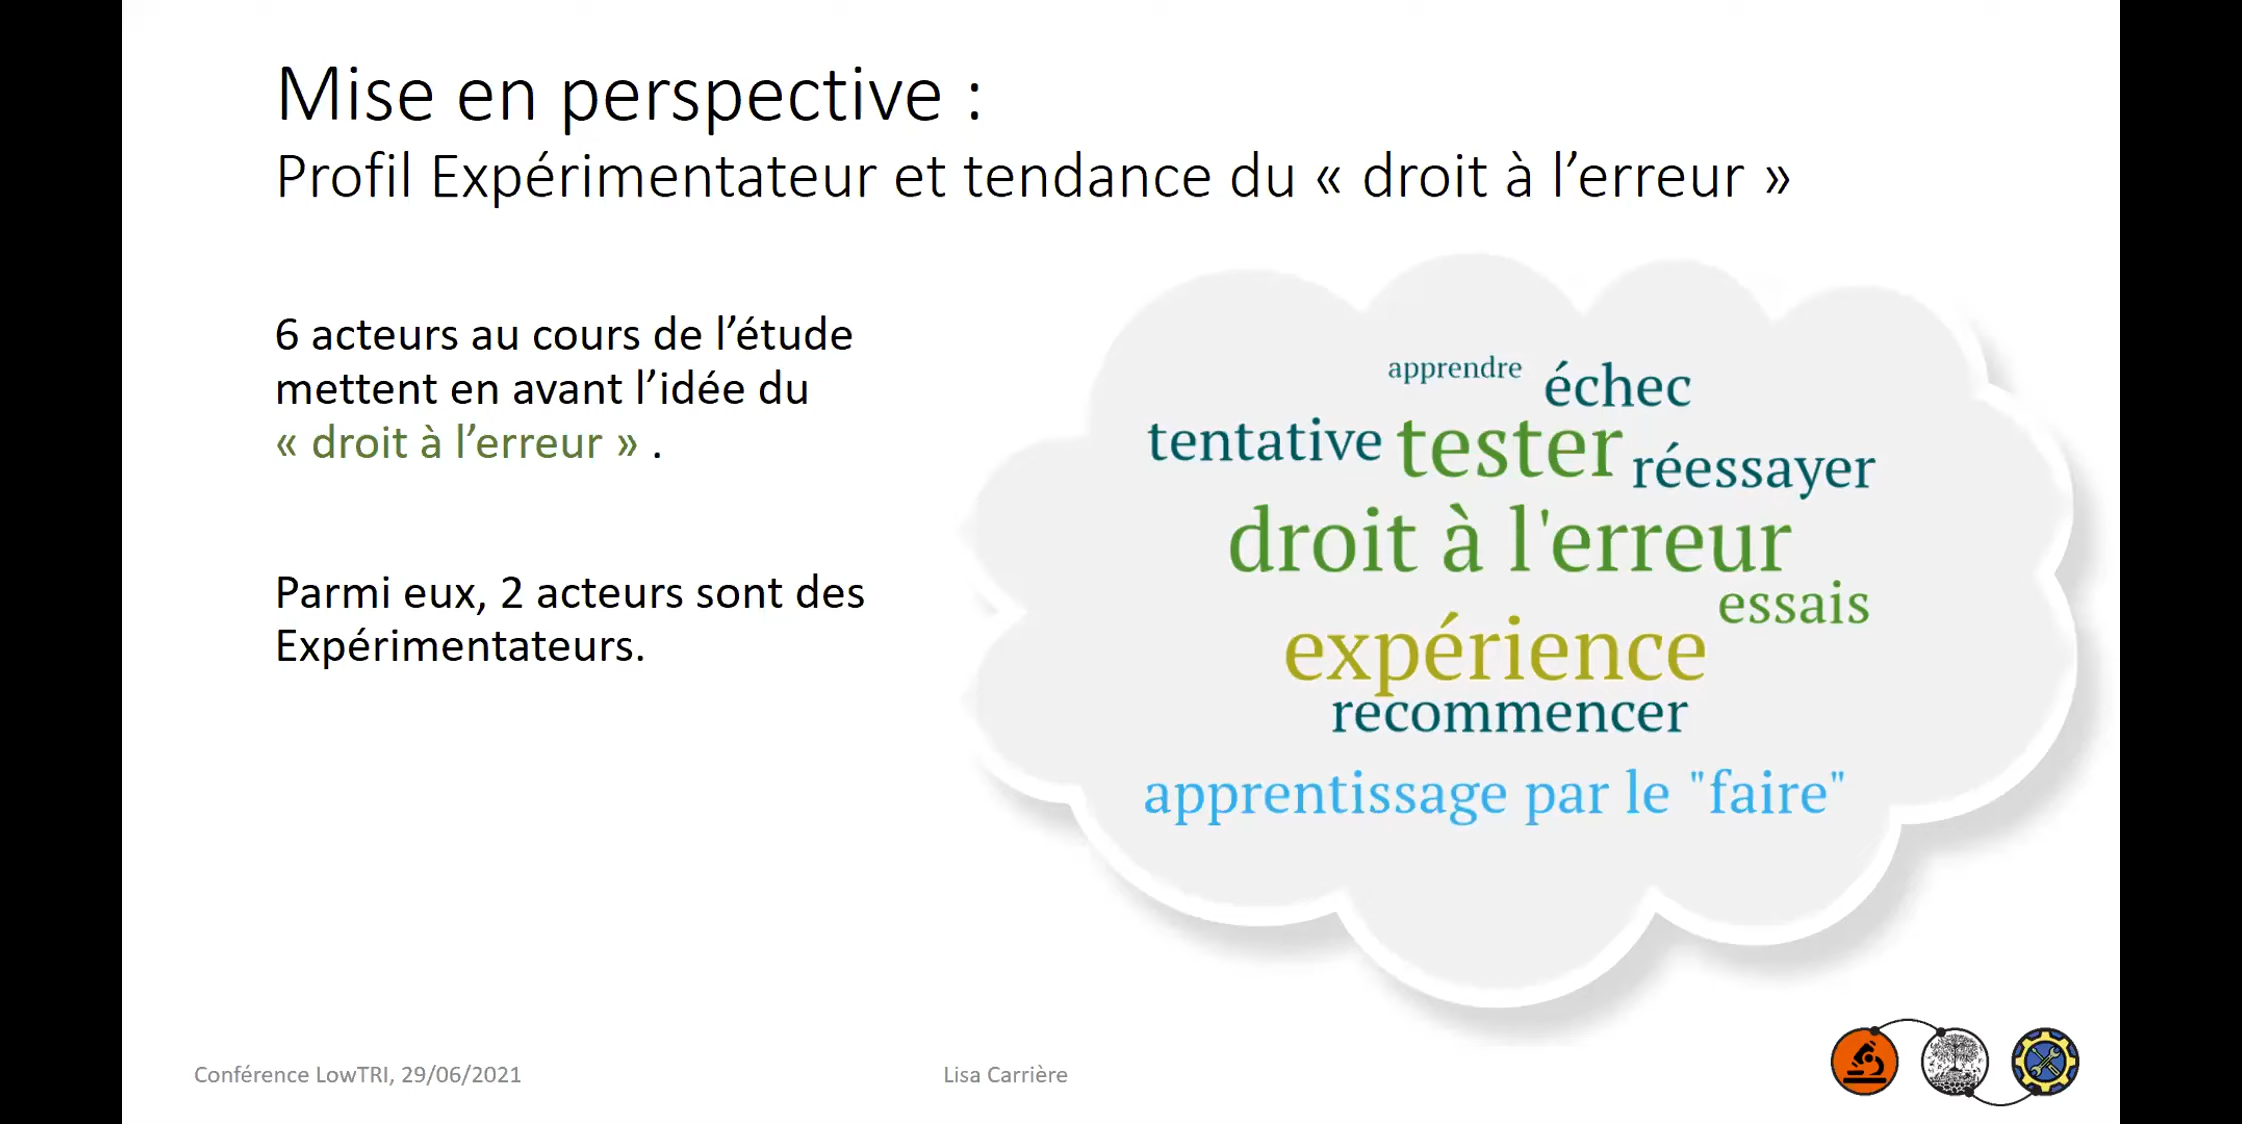 Mise en perspective :
Profil Expérimentateur et tendance du « droit à l’erreur »
6 acteurs au cours de l’étude
mettent en avant l’idée du
« droit à l’erreur » .
Parmi eux, 2 acteurs sont des
Expérimentateurs.
apprendre
échec
tentative
tester
réessayer
droit à l'erreur
essais
expérience
recommencer
apprentissage par le "faire"
Conférence LowTRI, 29/06/2021
Lisa Carrière